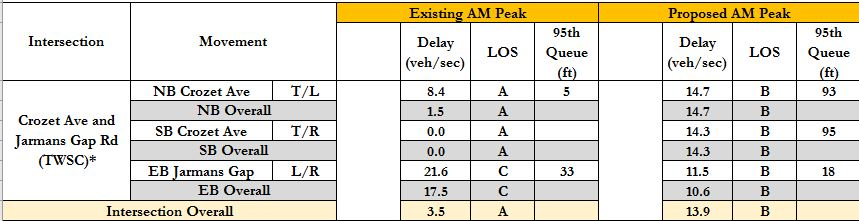 Existing AM Peak Proposed AM Peak
Intersection Movement Delay (veh/sec) LOS 95th Queue (ft) Delay (veh/sec) LOS 95th Queue (ft)
Crozet Ave and Jarmans Gap Rd (TWSC)*
NB Crozet Ave T/L 8.4 A 5 14.7 B 93
NB Overall 1.5 A 14.7 B
SB Crozet Ave T/R 0.0 A 14.3 B 95
SB Overall 0.0 A 14.3 B
EB Jarmans Gap L/R 21.6 C 33 11.5 B 18
EB Overall 17.5 C 10.6 B
Intersection Overall 3.5 A 13.9 B